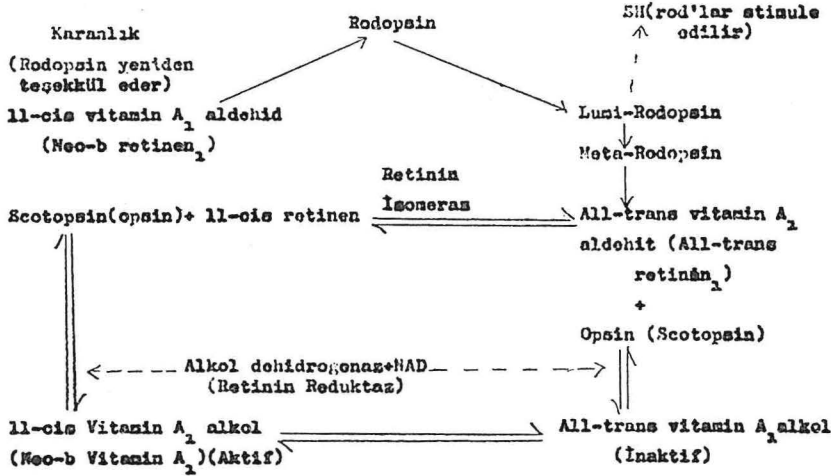 Karanlık
(Rodopsin yeniden
teşekkül eder)
11-cis vitamin A1 aldehid
(Neo-b retinen1)
Rodopsin
SH(rod'lar stimule
edilir)
Lumi-Rodopsin
Meta-Rodopsin
Retinin
İsomeras
Scotopsin(opsin)+ 11-cis retinen
All-trans vitamin A1
aldehit (All-trans
retinán1)
+
Opsin (Scotopsin)
Alkol dehidrogenaz+NAD
(Retinin Reduktaz)
11-cis Vitamin A1 alkol
(Neo-b Vitamin A1)(Aktif)
All-trans vitamin A1alkol
(İnaktif)